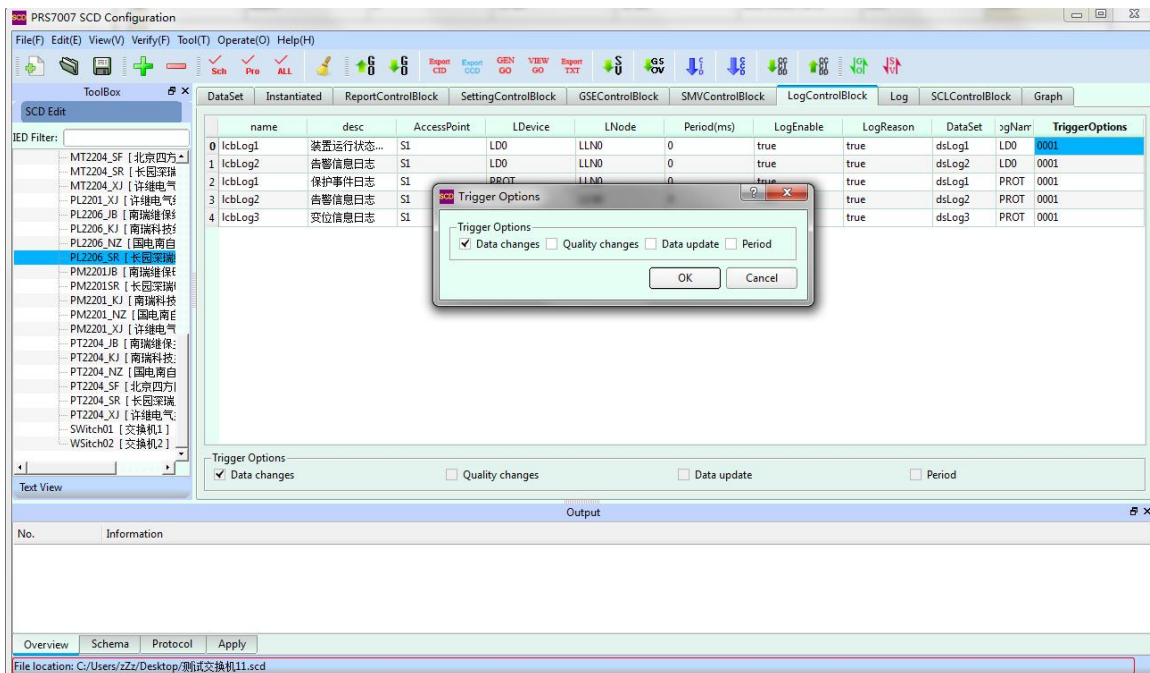 SCD PRS7007 SCD Configuration
File(F) Edit(E) View(V) Verify(F) Tool(T) Operate(O) Help(H)
Sch Pro ALL Export CID Export CCD GEN GO VIEW GO Export TXT
ToolBox
SCD Edit
IED Filter:
MT2204_SF [北京四方
MT2204_SR [长园深瑞
MT2204_XJ [许继电气
PL2201_XJ [许继电气
PL2206_JB [南瑞继保
PL2206_KJ [南瑞科技
PL2206_NZ [国电南自
PL2206_SR [长园深瑞
PM2201JB [南瑞继保
PM2201SR [长园深瑞
PM2201_KJ [南瑞科技
PM2201_NZ [国电南自
PM2201_XJ [许继电气
PT2204_JB [南瑞继保
PT2204_KJ [南瑞科技
PT2204_NZ [国电南自
PT2204_SF [北京四方
PT2204_SR [长园深瑞
PT2204_XJ [许继电气
SWitch01 [交换机1]
WSitch02 [交换机2]
Text View
DataSet Instantiated ReportControlBlock SettingControlBlock GSEControlBlock SMVControlBlock LogControlBlock Log SCLControlBlock Graph
name desc AccessPoint LDevice LNode Period(ms) LogEnable LogReason DataSet ogNam TriggerOptions
0 lcbLog1 装置运行状态... S1 LD0 LLN0 0 true true dsLog1 LD0 0001
1 lcbLog2 告警信息日志 S1 LD0 LLN0 0 true true dsLog2 LD0 0001
2 lcbLog1 保护事件日志 S1 PROT LLN0 0 true true dsLog1 PROT 0001
3 lcbLog2 告警信息日志 S1 true dsLog2 PROT 0001
4 lcbLog3 变位信息日志 S1 true dsLog3 PROT 0001
SCD Trigger Options
Trigger Options
Data changes Quality changes Data update Period
OK Cancel
Trigger Options
Data changes Quality changes Data update Period
Output
No. Information
Overview Schema Protocol Apply
File location: C:/Users/zZz/Desktop/测试交换机11.scd